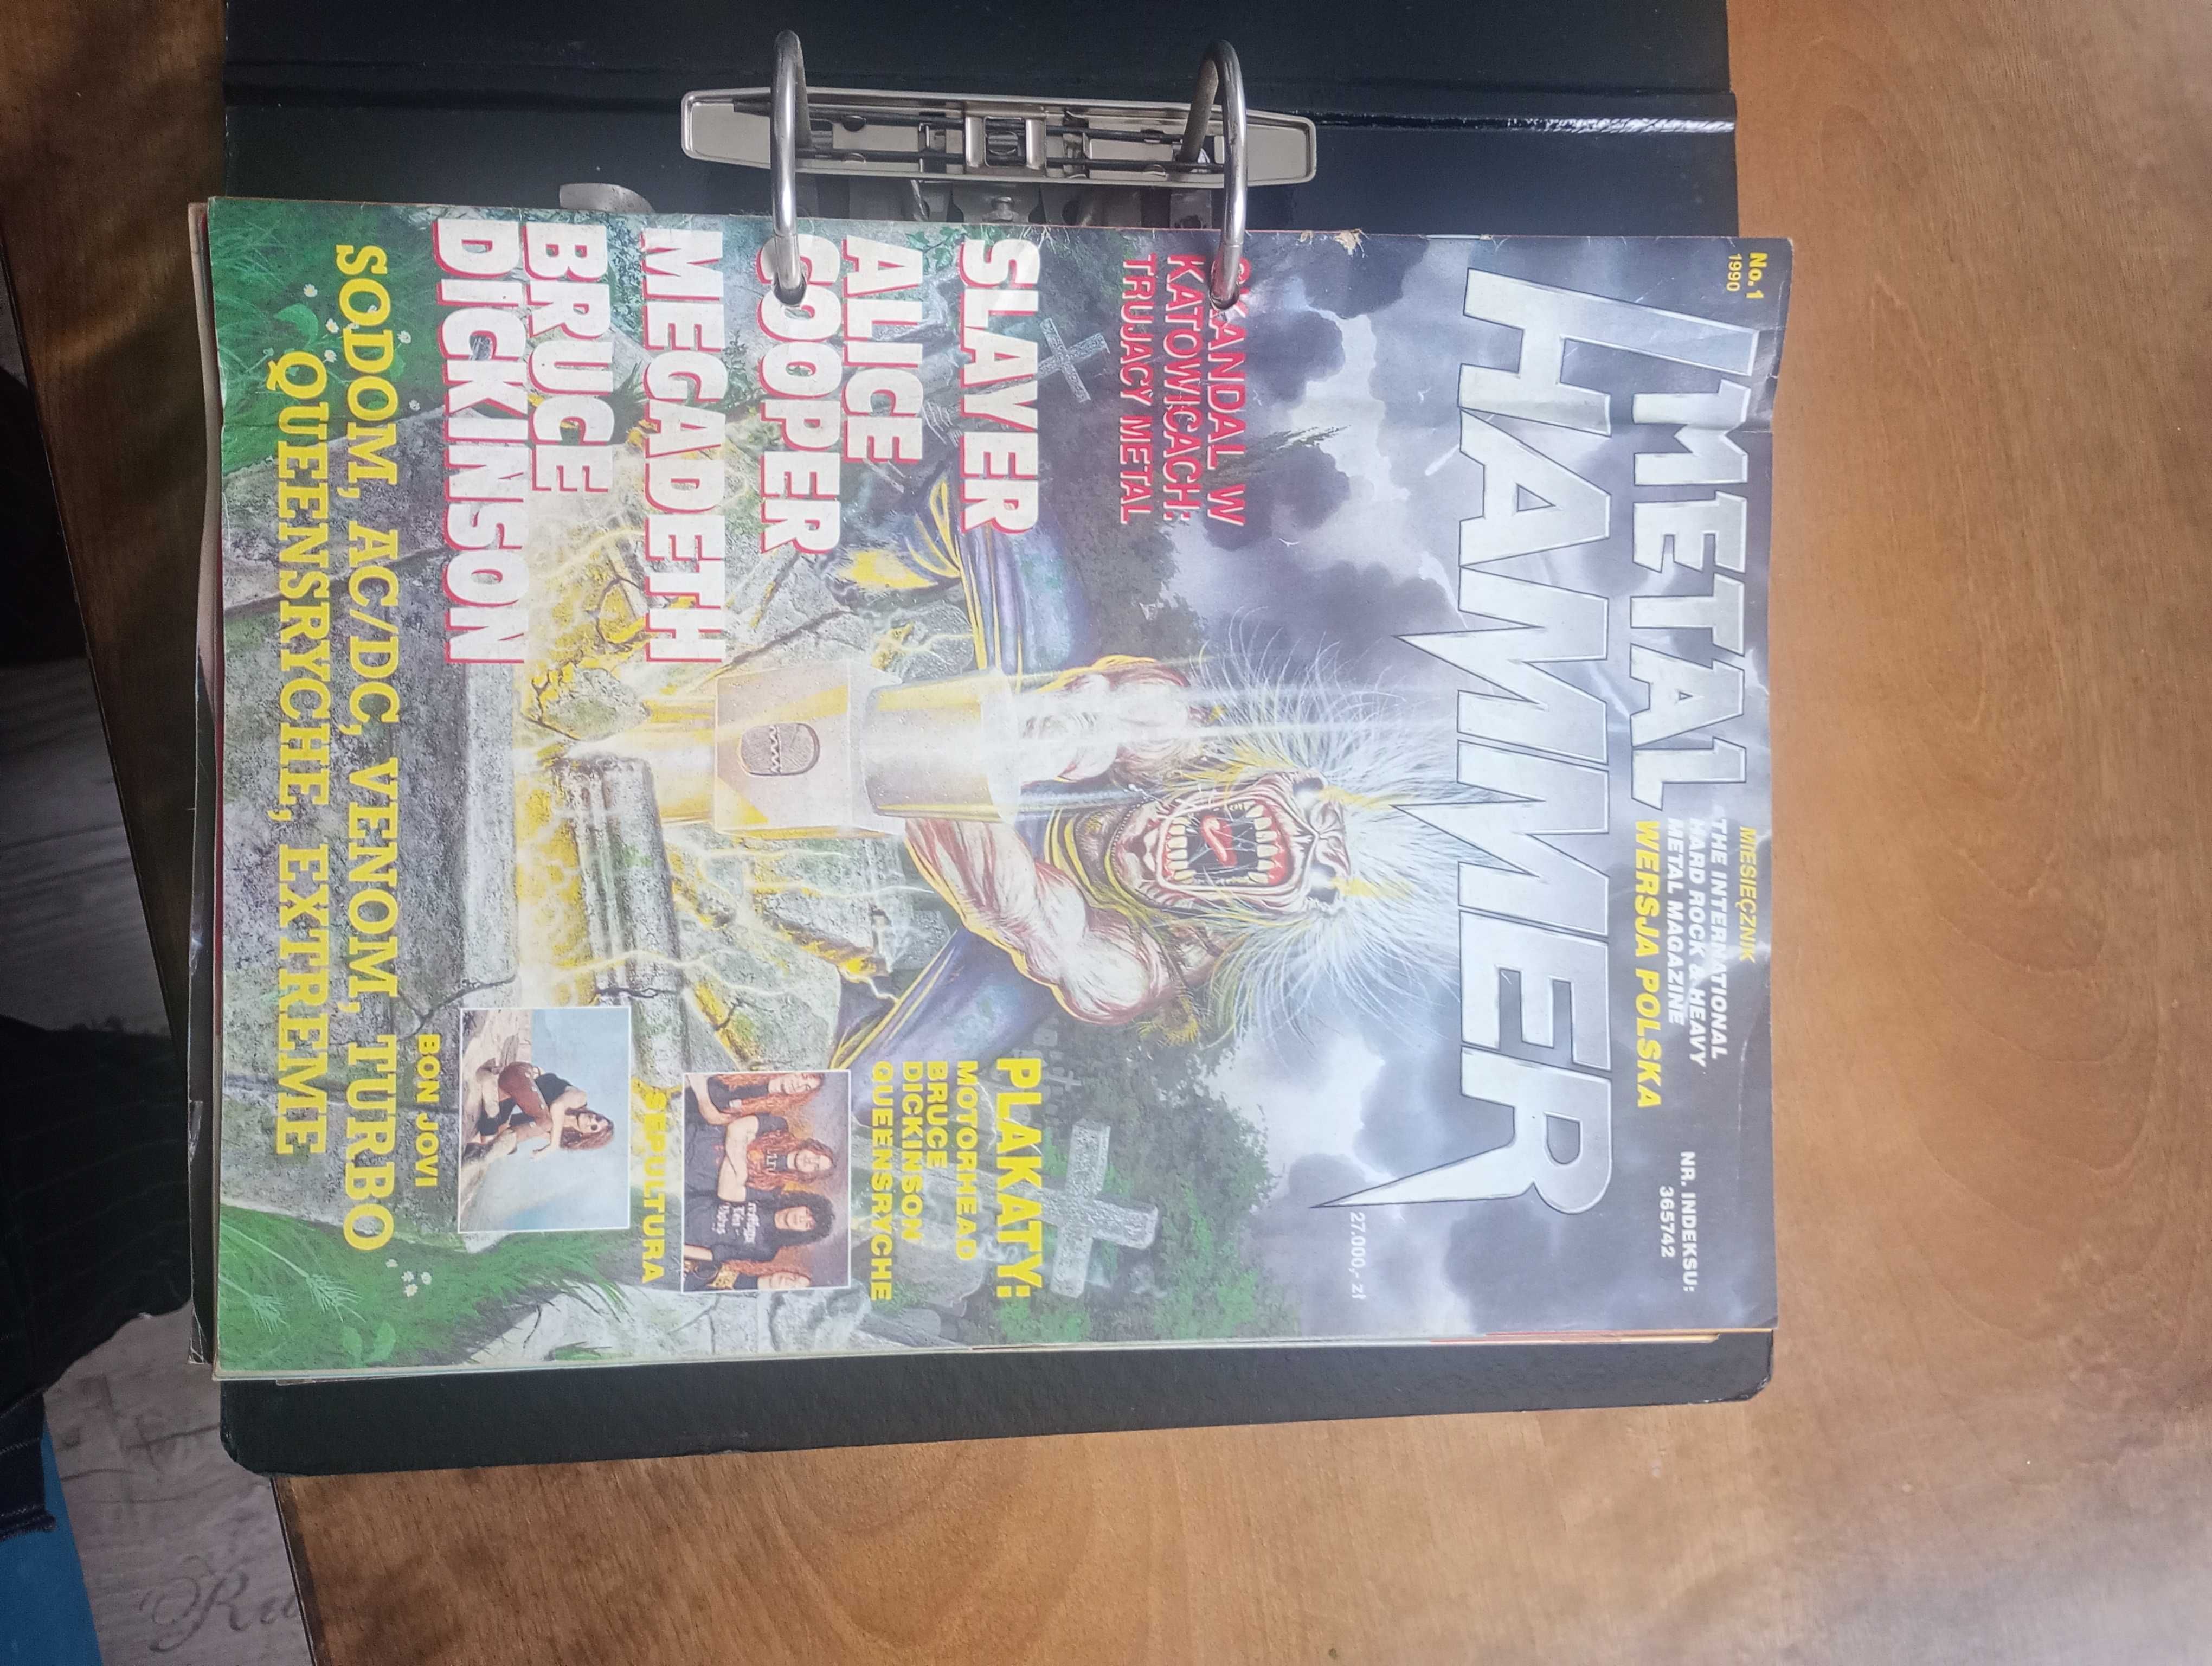 No.1
1990
METAL
HAMMER
MIESIĘCZNIK
THE INTERNATIONAL
HARD ROCK & HEAVY
METAL MAGAZINE
WERSJA POLSKA
NR. INDEKSU:
365742
27.000,- zł
SKANDAL W
KATOWICACH:
TRUJACY METAL
SLAYER
ALICE
COOPER
MEGADETH
BRUCE
DICKINSON
PLAKATY:
MOTORHEAD
BRUCE
DICKINSON
QUEENSRYCHE
SEPULTURA
BON JOVI
SODOM, AC/DC, VENOM, TURBO
QUEENSRYCHE, EXTREME